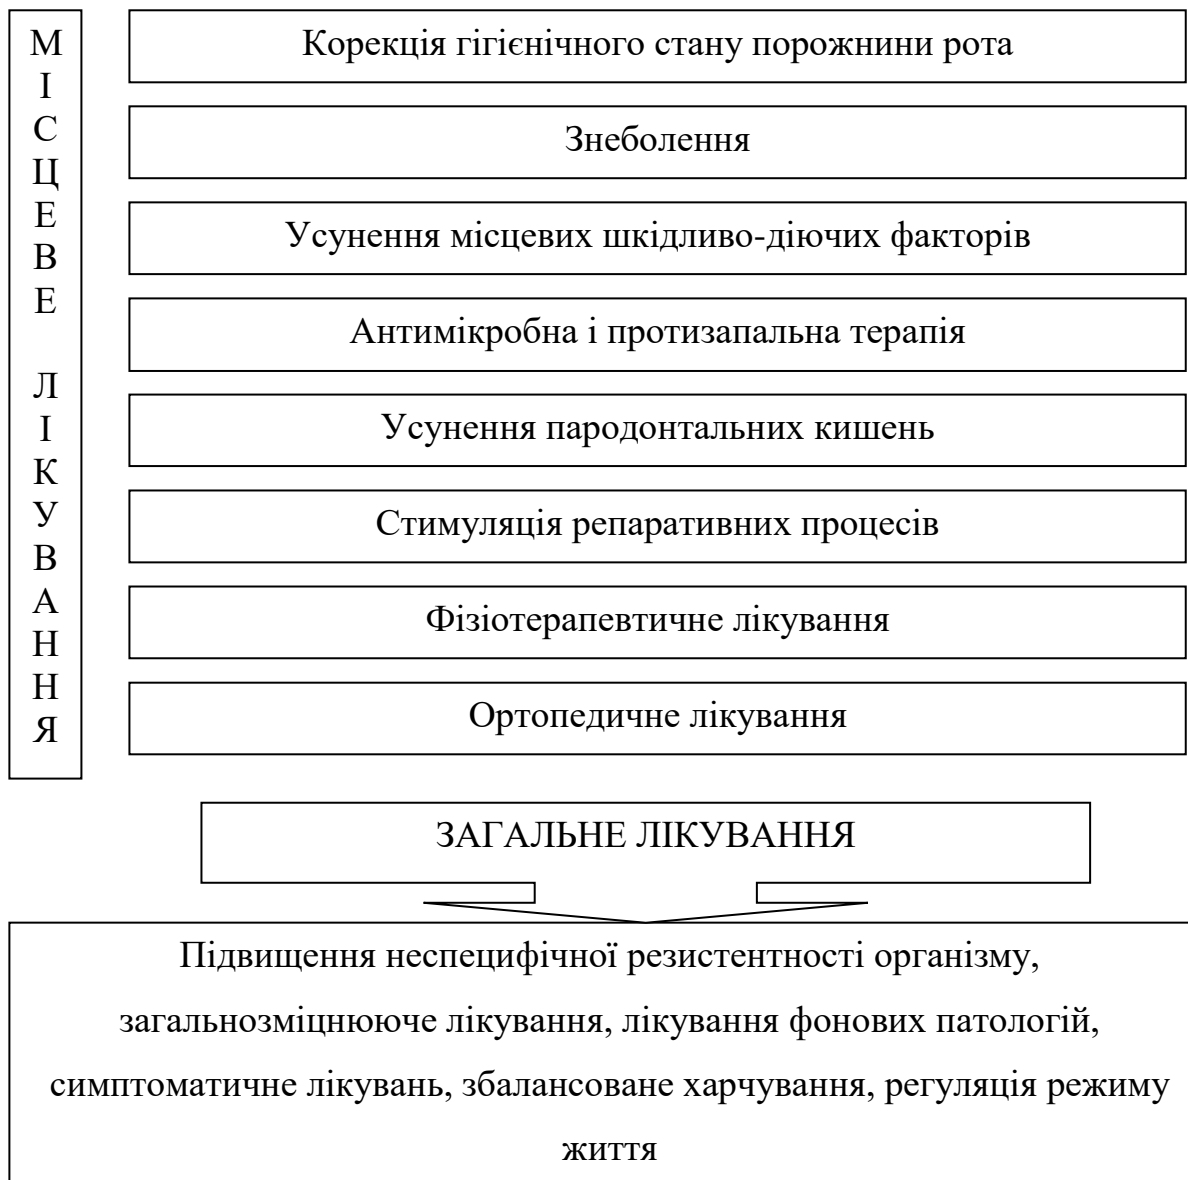 МІСЦЕВЕ ЛІКУВАННЯ
Корекція гігієнічного стану порожнини рота
Знеболення
Усунення місцевих шкідливо-діючих факторів
Антимікробна і протизапальна терапія
Усунення пародонтальних кишень
Стимуляція репаративних процесів
Фізіотерапевтичне лікування
Ортопедичне лікування
ЗАГАЛЬНЕ ЛІКУВАННЯ
Підвищення неспецифічної резистентності організму,
загальнозміцнююче лікування, лікування фонових патологій,
симптоматичне лікувань, збалансоване харчування, регуляція режиму
життя